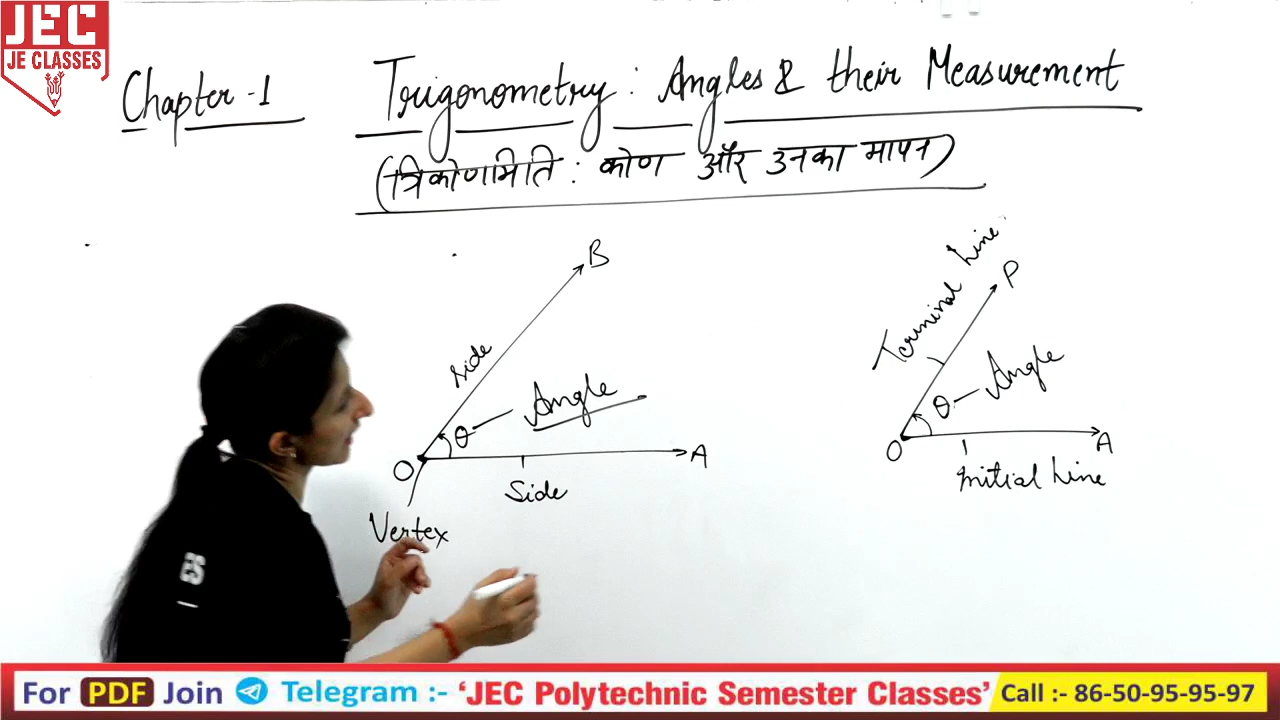 JEC
JE CLASSES
Chapter-1
Trigonometry : Angles & their Measurement
(त्रिकोणमिति : कोण और उनका मापन)
B
Side
θ
Angle
O
A
Side
Vertex
Terminal Line
P
θ
Angle
O
A
Initial Line
ES
For PDF Join Telegram :- 'JEC Polytechnic Semester Classes' Call :- 86-50-95-95-97